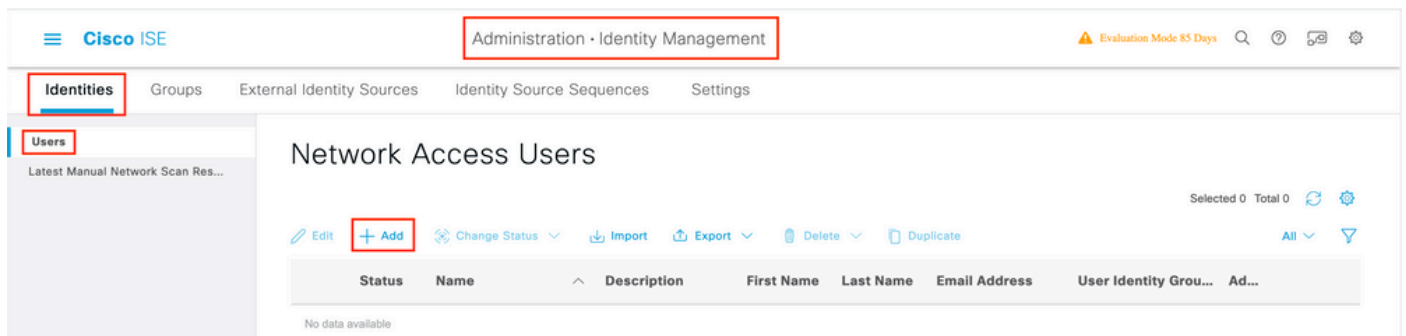 Cisco ISE
Administration · Identity Management
Evaluation Mode 85 Days
Identities
Groups
External Identity Sources
Identity Source Sequences
Settings
Users
Latest Manual Network Scan Res...
Network Access Users
Selected 0 Total 0
Edit
Add
Change Status
Import
Export
Delete
Duplicate
All
Status
Name
Description
First Name
Last Name
Email Address
User Identity Grou...
Ad...
No data available